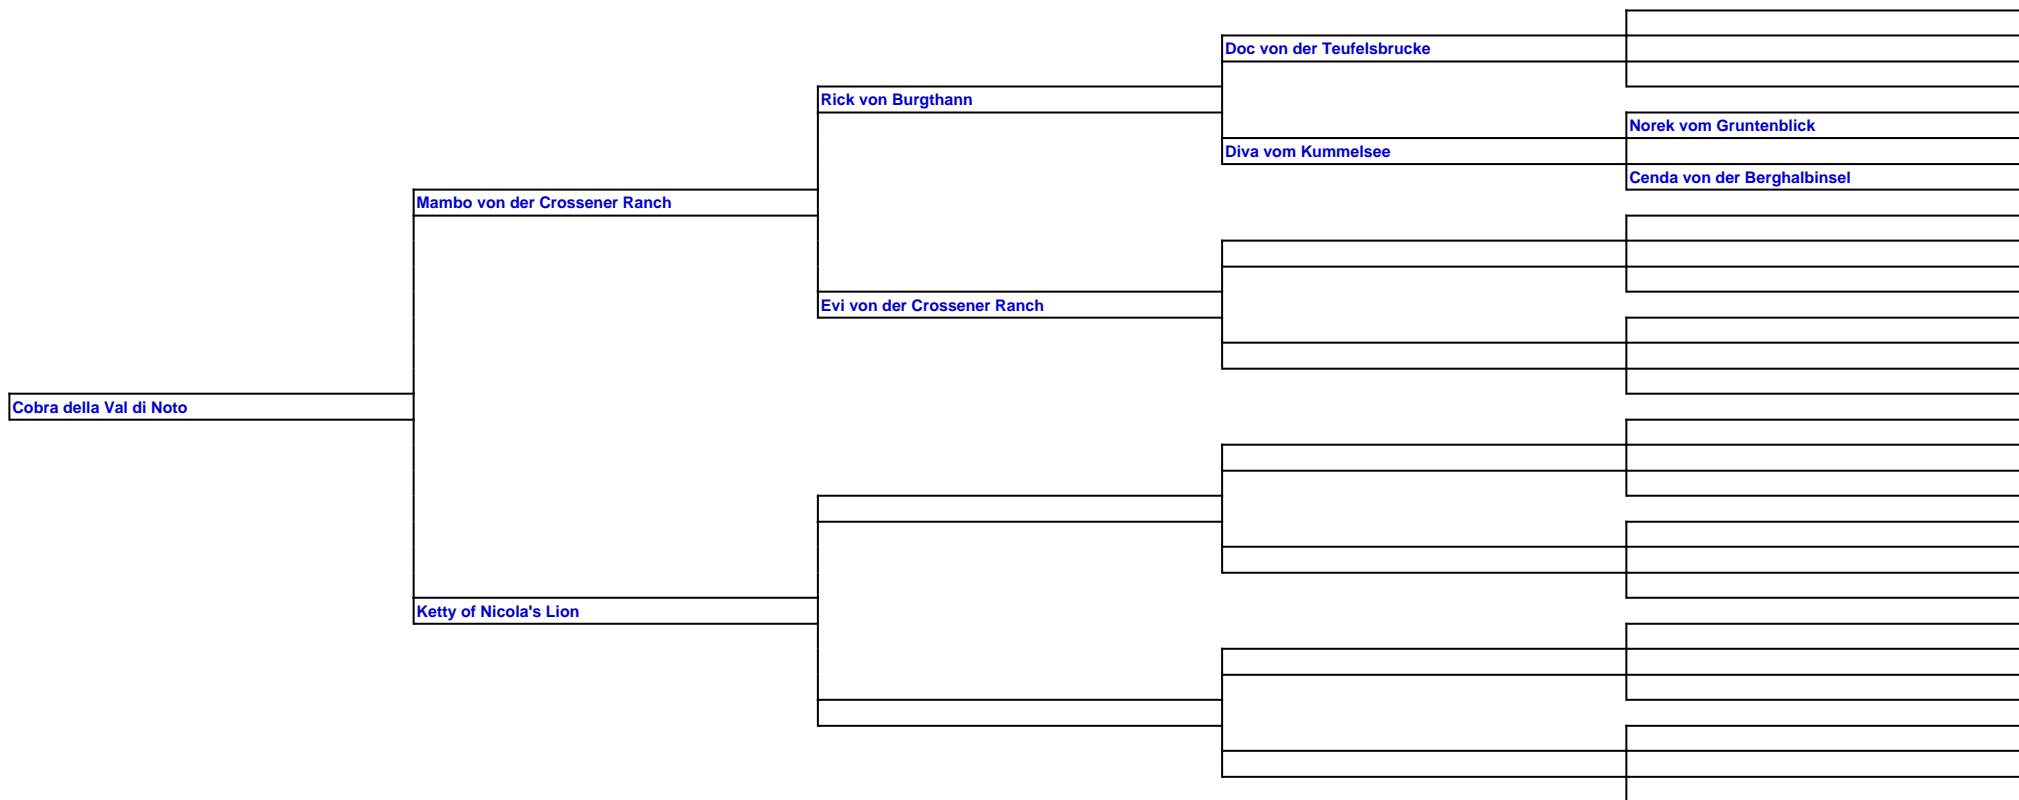 Doc von der Teufelsbrucke
Rick von Burgthann
Norek vom Gruntenblick
Diva vom Kummelsee
Cenda von der Berghalbinsel
Mambo von der Crossener Ranch
Evi von der Crossener Ranch
Cobra della Val di Noto
Ketty of Nicola's Lion